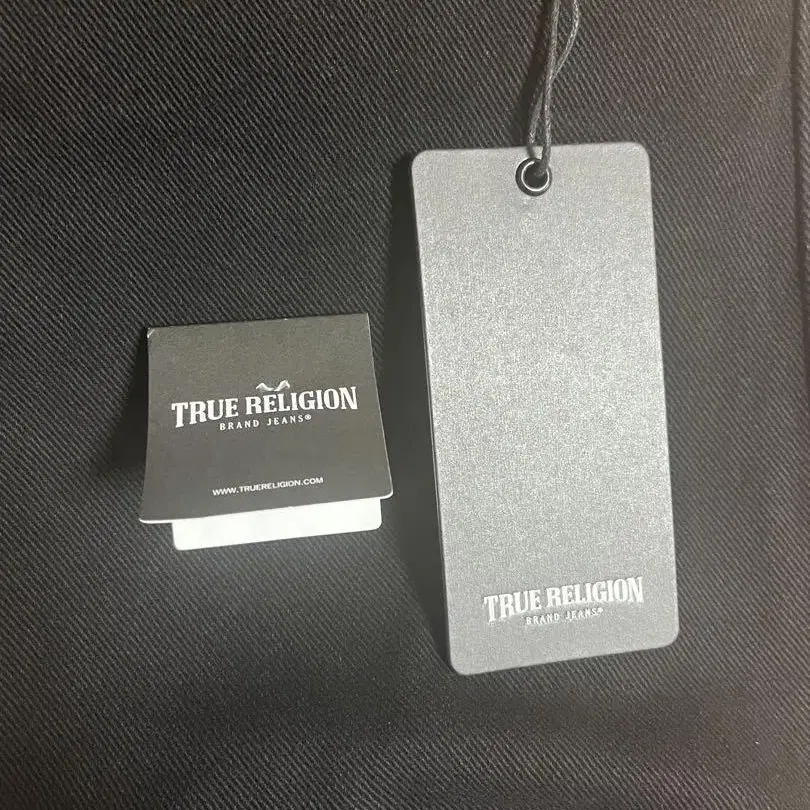 TRUE RELIGION
BRAND JEANS®
WWW.TRUERELIGION.COM
TRUE RELIGION
BRAND JEANS®